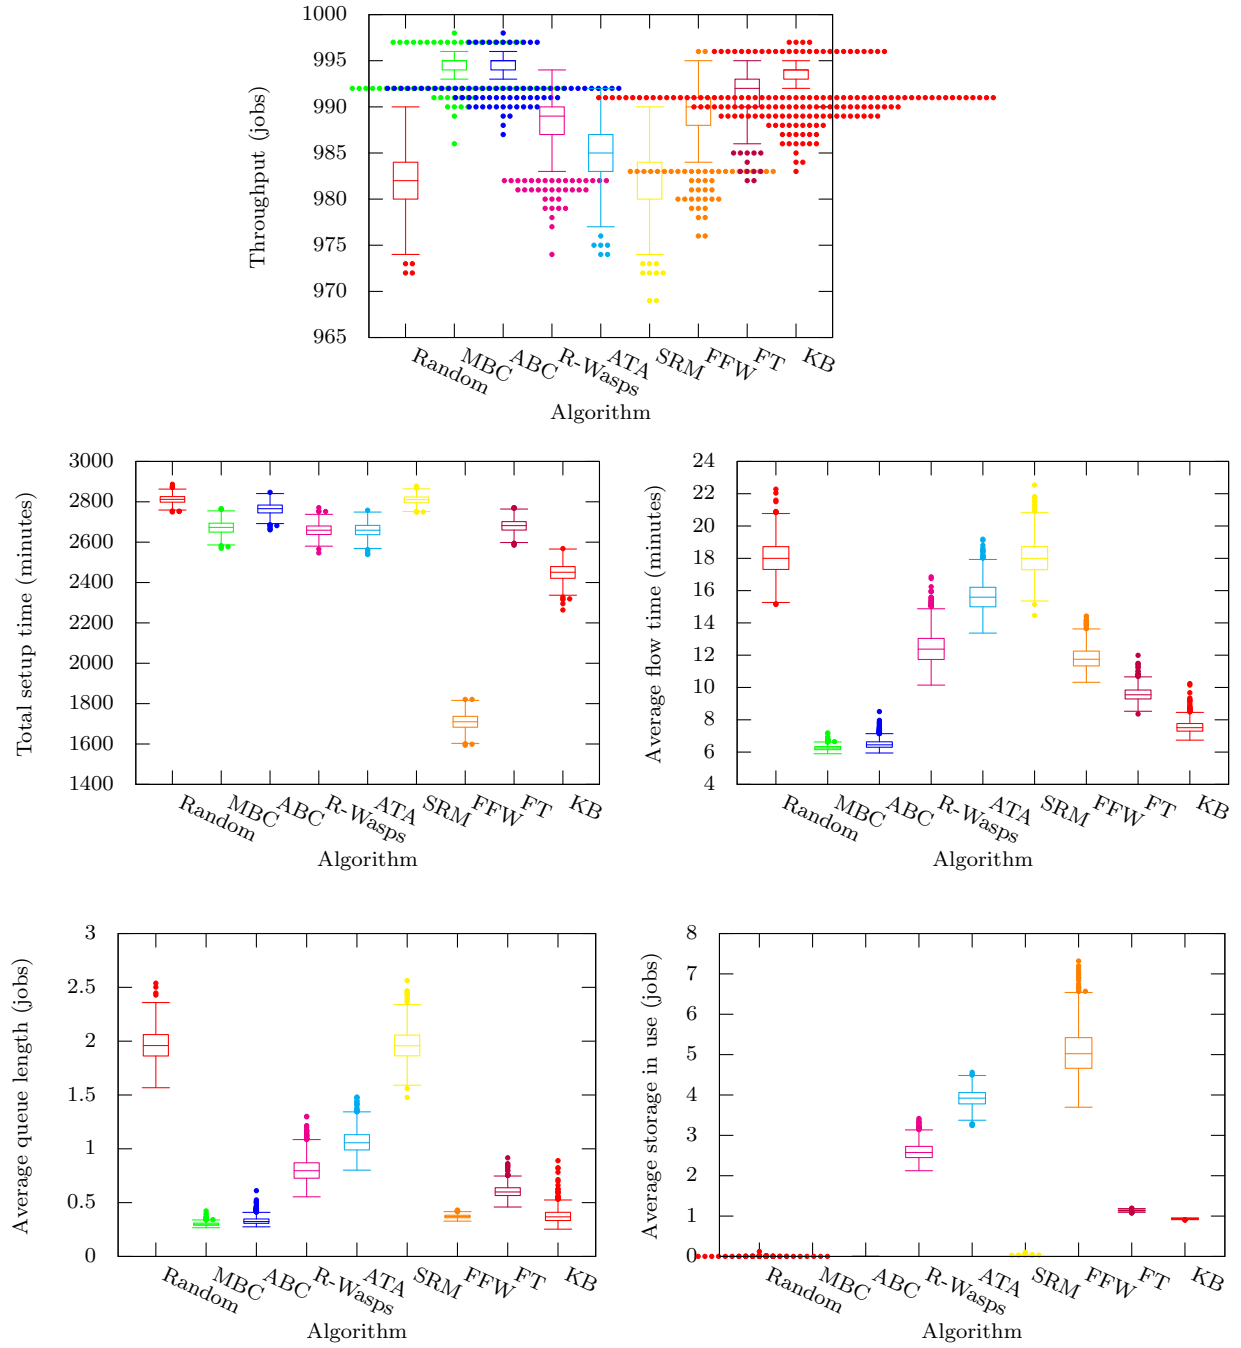 1000
995
990
985
980
975
970
965
Throughput (jobs)
Random
MBC
ABC
R-Wasps
ATA
SRM
FFW
FT
KB
Algorithm
3000
2800
2600
2400
2200
2000
1800
1600
1400
Total setup time (minutes)
Random
MBC
ABC
R-Wasps
ATA
SRM
FFW
FT
KB
Algorithm
24
22
20
18
16
14
12
10
8
6
4
Average flow time (minutes)
Random
MBC
ABC
R-Wasps
ATA
SRM
FFW
FT
KB
Algorithm
3
2.5
2
1.5
1
0.5
0
Average queue length (jobs)
Random
MBC
ABC
R-Wasps
ATA
SRM
FFW
FT
KB
Algorithm
8
7
6
5
4
3
2
1
0
Average storage in use (jobs)
Random
MBC
ABC
R-Wasps
ATA
SRM
FFW
FT
KB
Algorithm